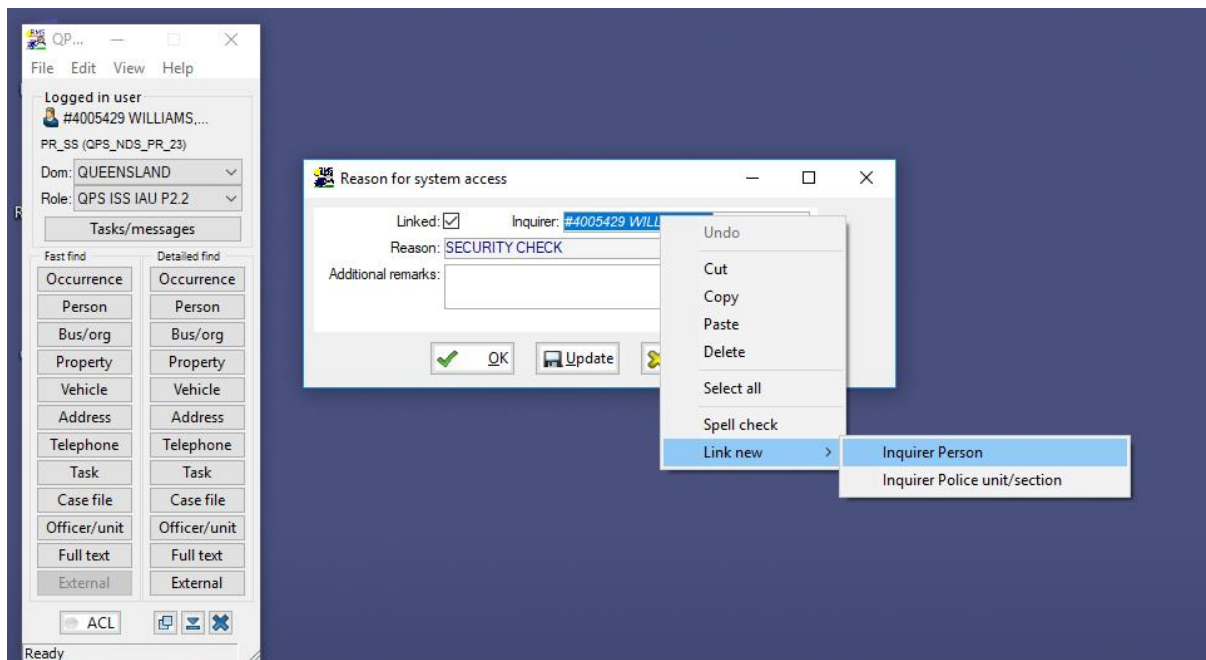 QP...
File Edit View Help
Logged in user
#4005429 WILLIAMS,...
PR_SS (QPS_NDS_PR_23)
Dom: QUEENSLAND
Role: QPS ISS IAU P2.2
Tasks/messages
Fast find Detailed find
Occurrence Occurrence
Person Person
Bus/org Bus/org
Property Property
Vehicle Vehicle
Address Address
Telephone Telephone
Task Task
Case file Case file
Officer/unit Officer/unit
Full text Full text
External External
ACL
Ready
Reason for system access
Linked: Inquirer: #4005429 WILL
Reason: SECURITY CHECK
Additional remarks:
OK Update
Undo
Cut
Copy
Paste
Delete
Select all
Spell check
Link new
Inquirer Person
Inquirer Police unit/section